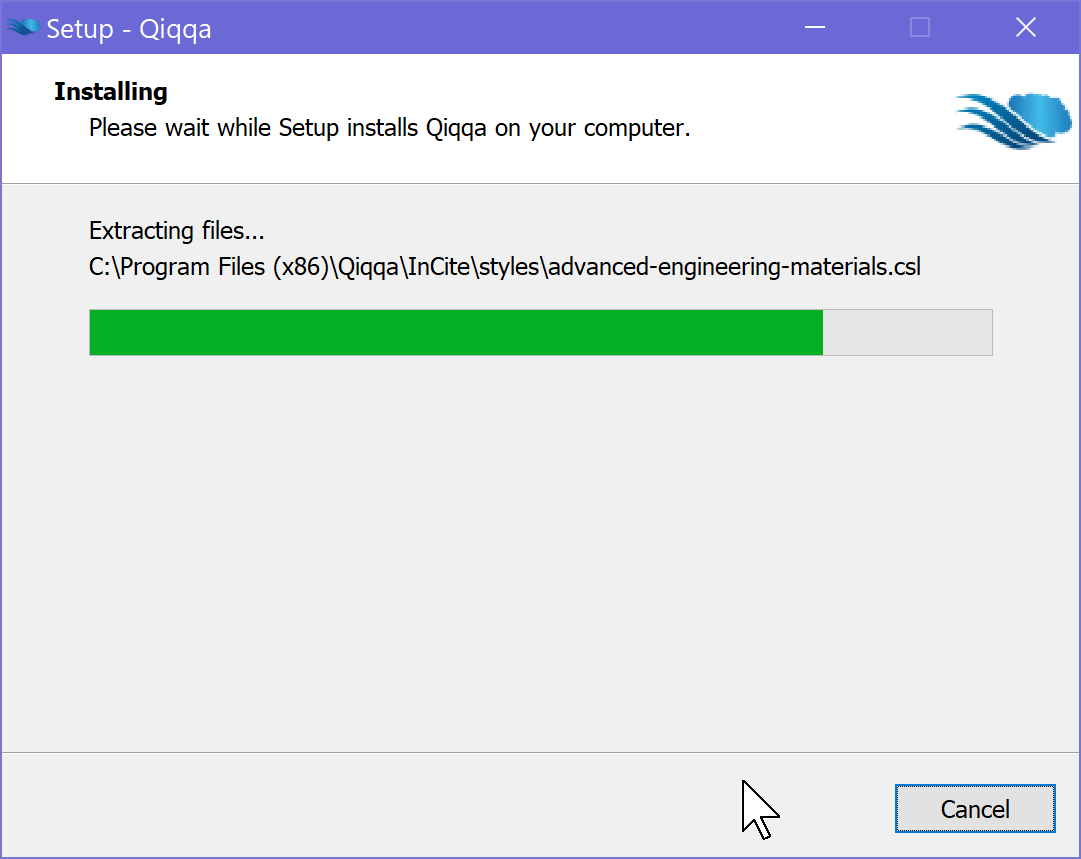 Setup - Qiqqa
Installing
Please wait while Setup installs Qiqqa on your computer.
Extracting files...
C:\Program Files (x86)\Qiqqa\InCite\styles\advanced-engineering-materials.csl
Cancel